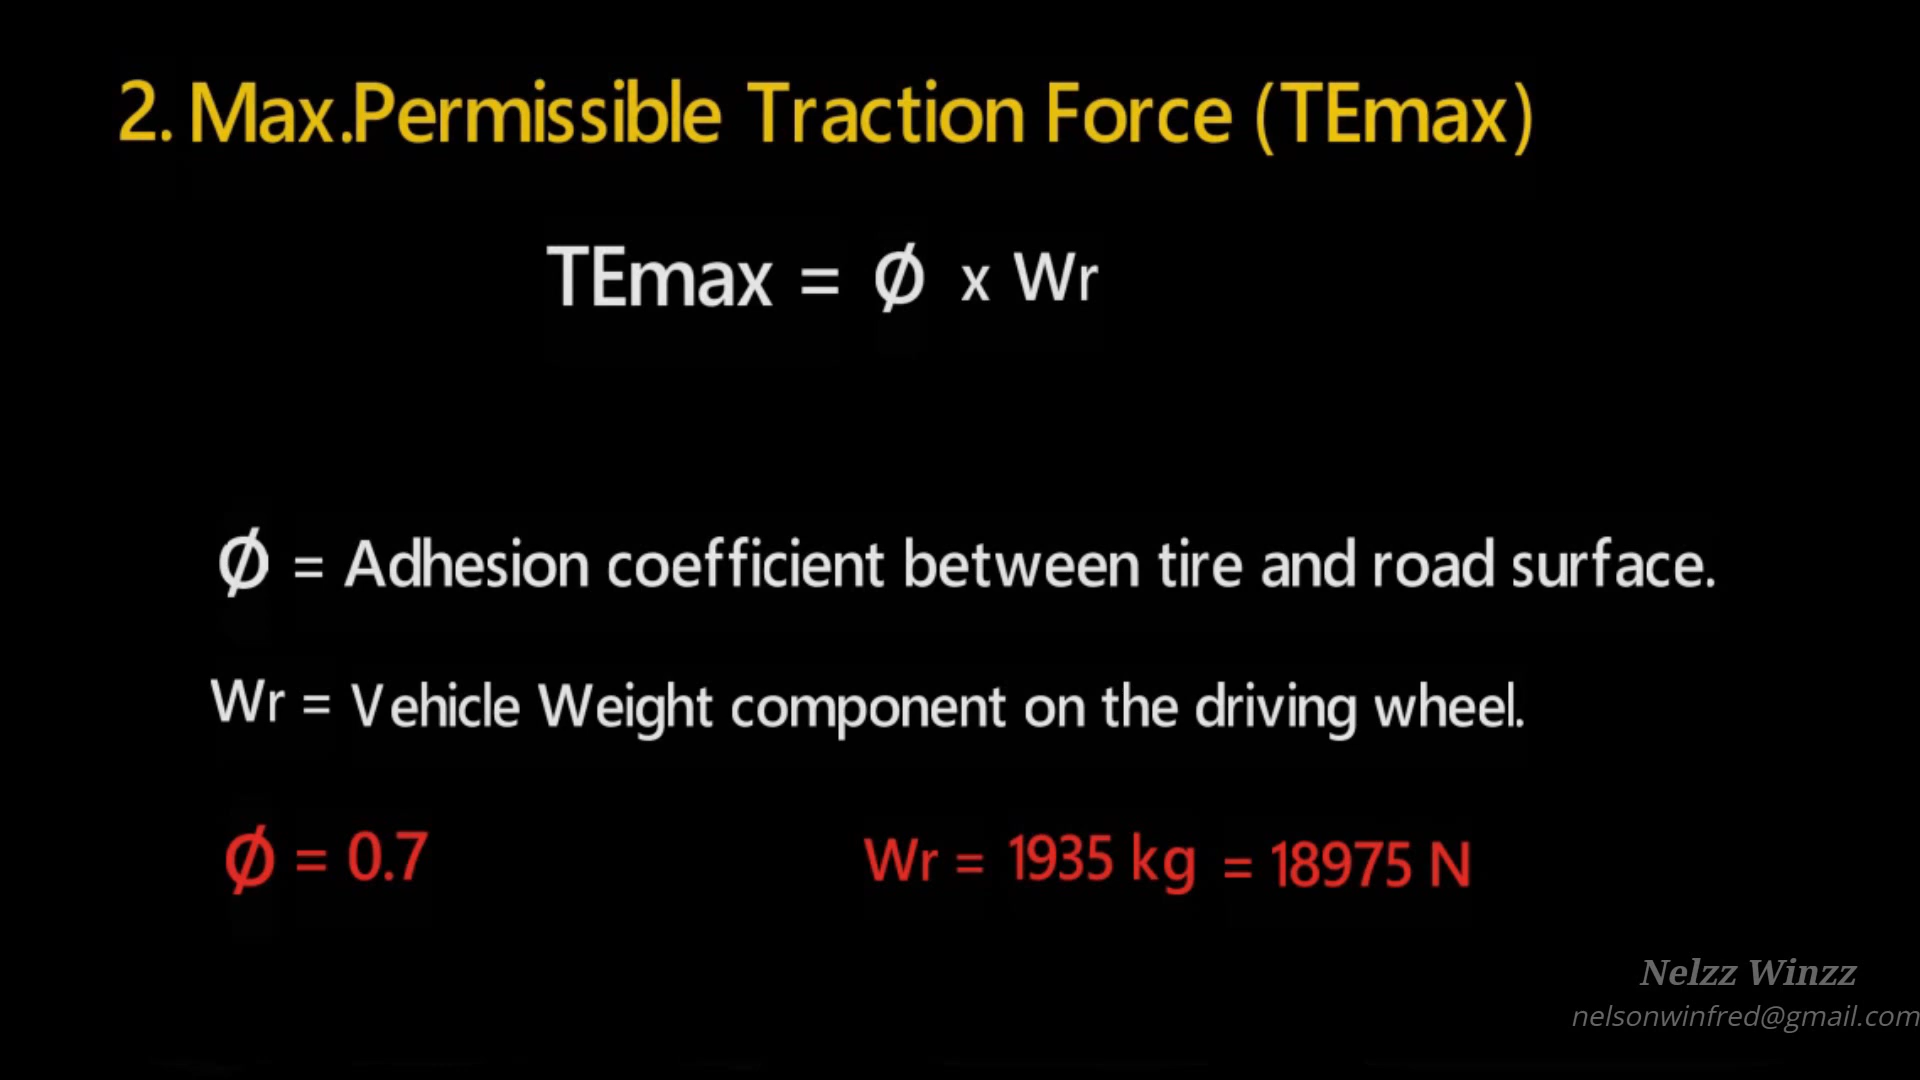 2. Max.Permissible Traction Force (TEmax)
TEmax = Ø x Wr
Ø = Adhesion coefficient between tire and road surface.
Wr = Vehicle Weight component on the driving wheel.
Ø = 0.7 Wr = 1935 kg = 18975 N
Nelzz Winzz
nelsonwinfred@gmail.com